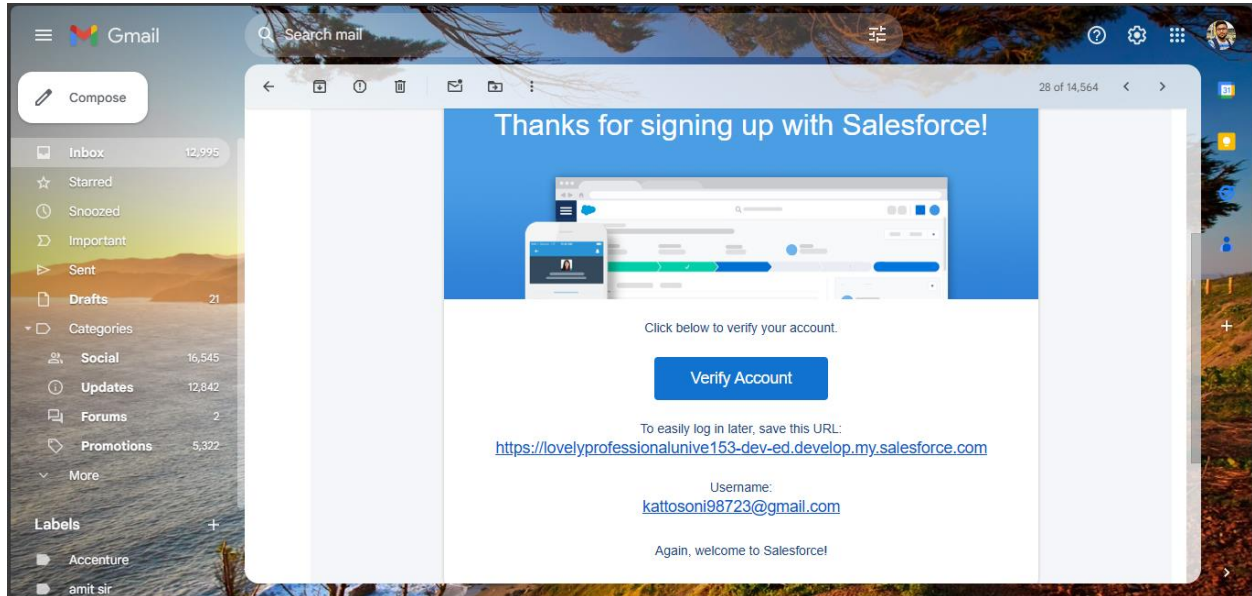 Gmail
Search mail
Compose
28 of 14,564
Inbox 12,995
Starred
Snoozed
Important
Sent
Drafts 21
Categories
Social 16,545
Updates 12,842
Forums 2
Promotions 5,322
More
Labels
Accenture
amit sir
Thanks for signing up with Salesforce!
Click below to verify your account.
Verify Account
To easily log in later, save this URL:
https://lovelyprofessionalunive153-dev-ed.develop.my.salesforce.com
Username:
kattosoni98723@gmail.com
Again, welcome to Salesforce!
31